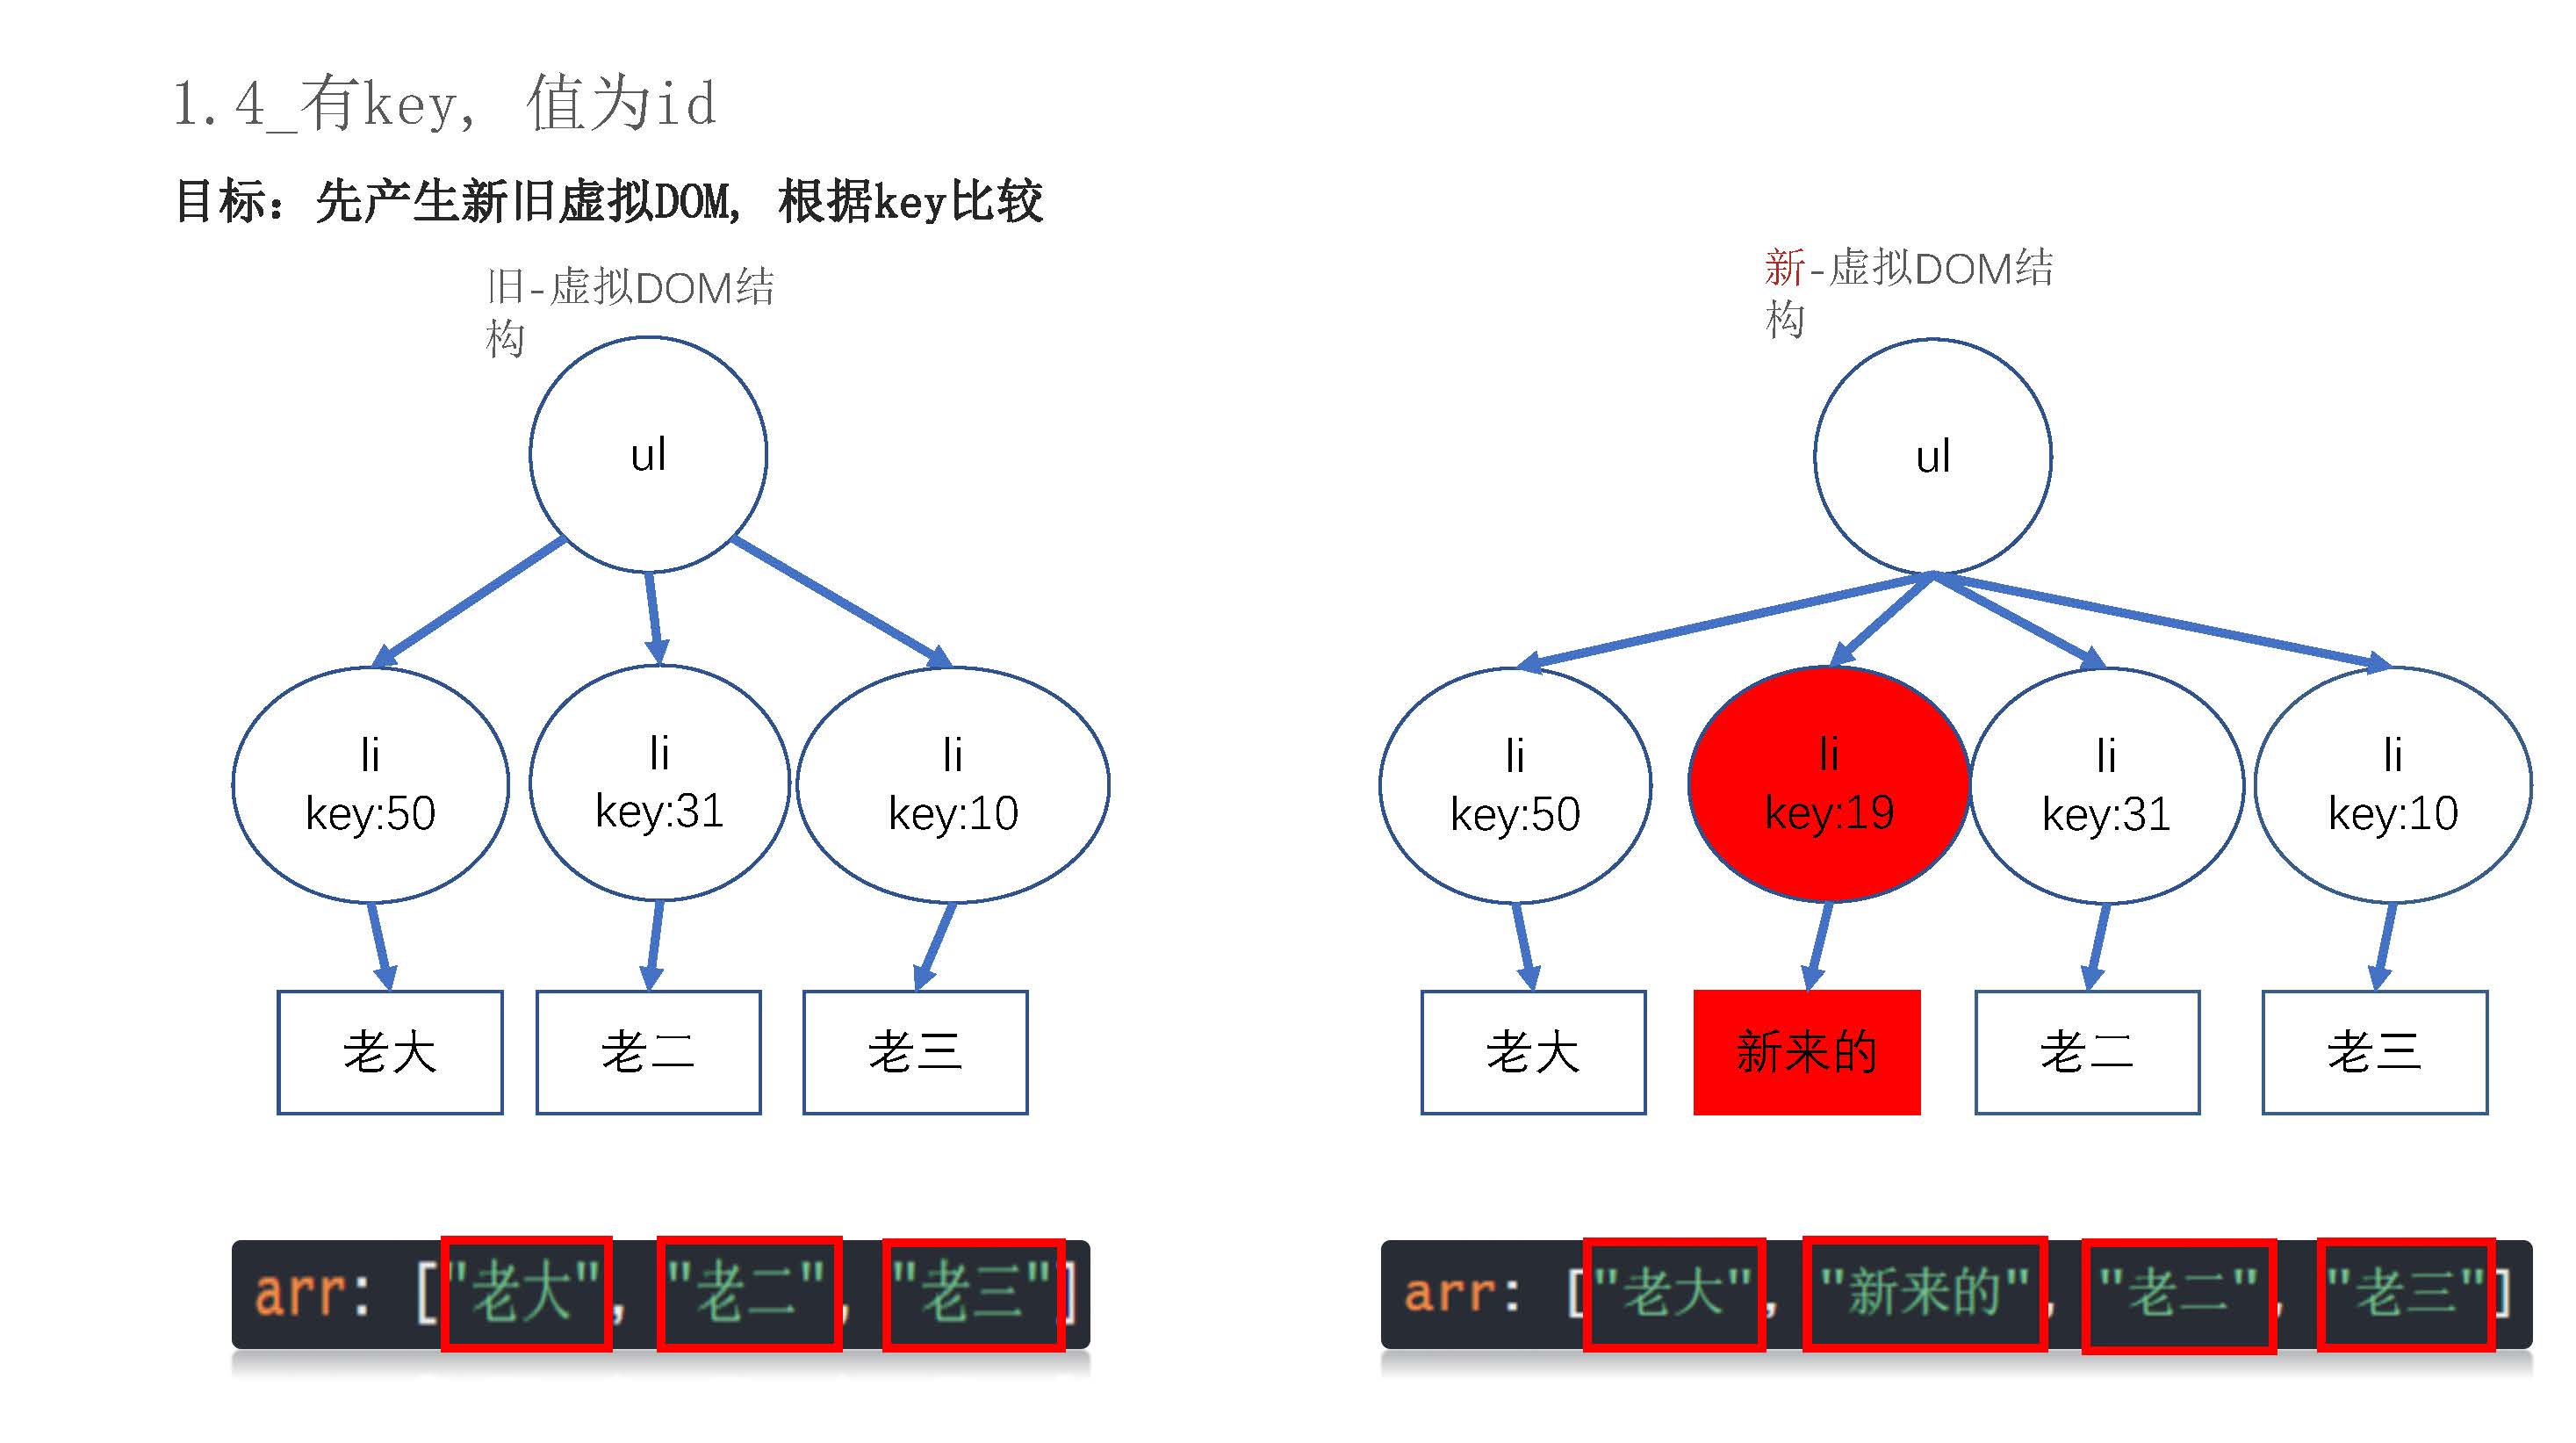 1.4_有key, 值为id
目标：先产生新旧虚拟DOM, 根据key比较
旧-虚拟DOM结
构
ul
li
key:50
li
key:31
li
key:10
老大
老二
老三
arr: ["老大", "老二", "老三"]
新-虚拟DOM结
构
ul
li
key:50
li
key:19
li
key:31
li
key:10
老大
新来的
老二
老三
arr: ["老大", "新来的", "老二", "老三"]